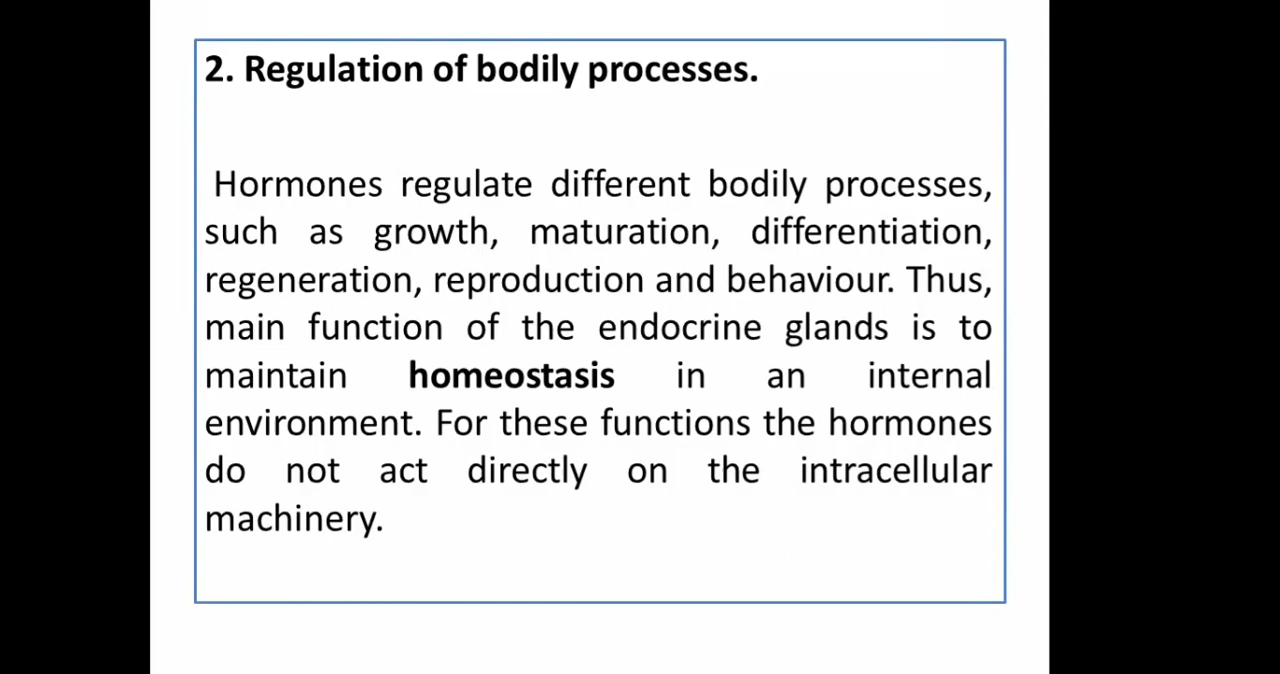 2. Regulation of bodily processes.
Hormones regulate different bodily processes,
such as growth, maturation, differentiation,
regeneration, reproduction and behaviour. Thus,
main function of the endocrine glands is to
maintain homeostasis in an internal
environment. For these functions the hormones
do not act directly on the intracellular
machinery.